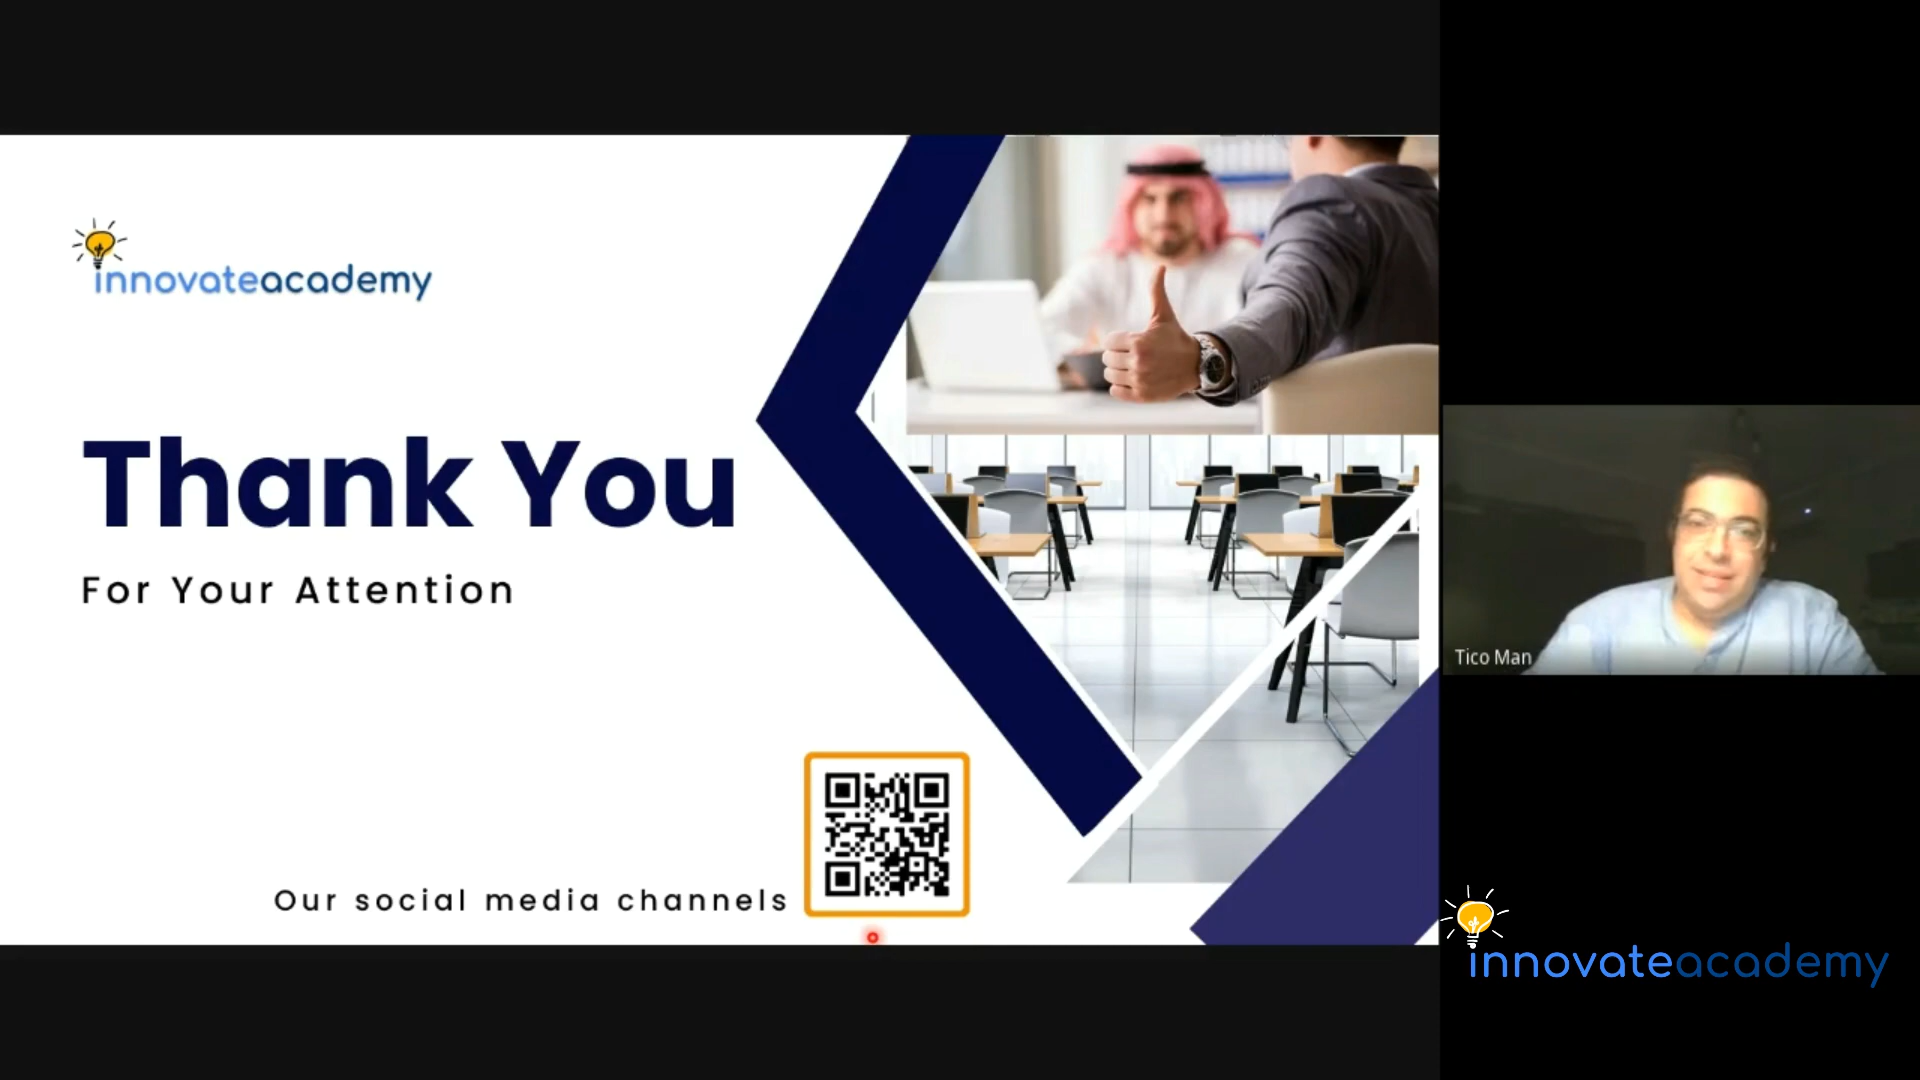 innovateacademy
Thank You
For Your Attention
Our social media channels
Tico Man
innovateacademy